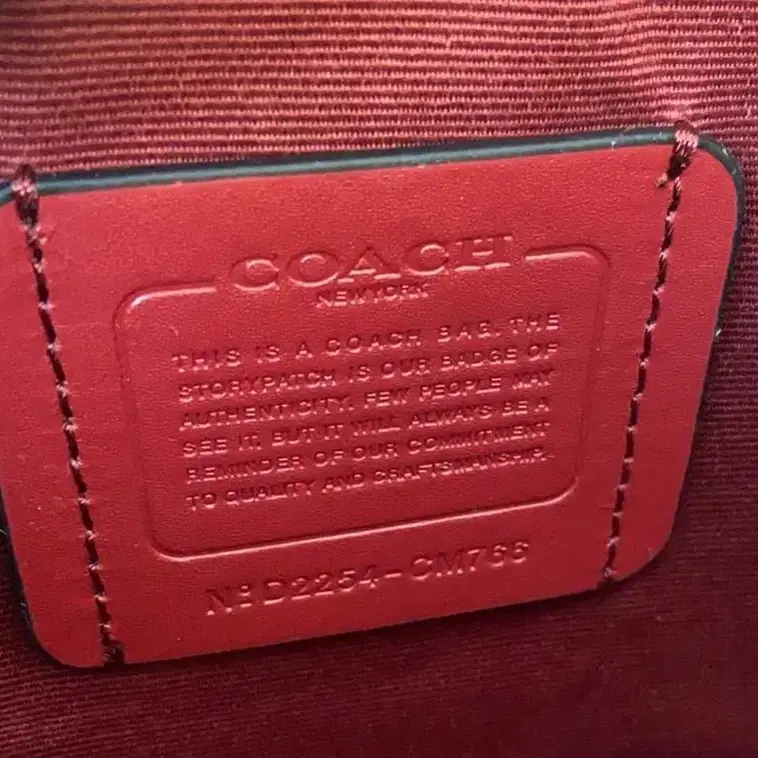 COACH
NEW YORK
THIS IS A COACH BAG. THE
STORYPATCH IS OUR BADGE OF
AUTHENTICITY. FEW PEOPLE MAY
SEE IT, BUT IT WILL ALWAYS BE A
REMINDER OF OUR COMMITMENT
TO QUALITY AND CRAFTSMANSHIP.
Nº D2254-CM766